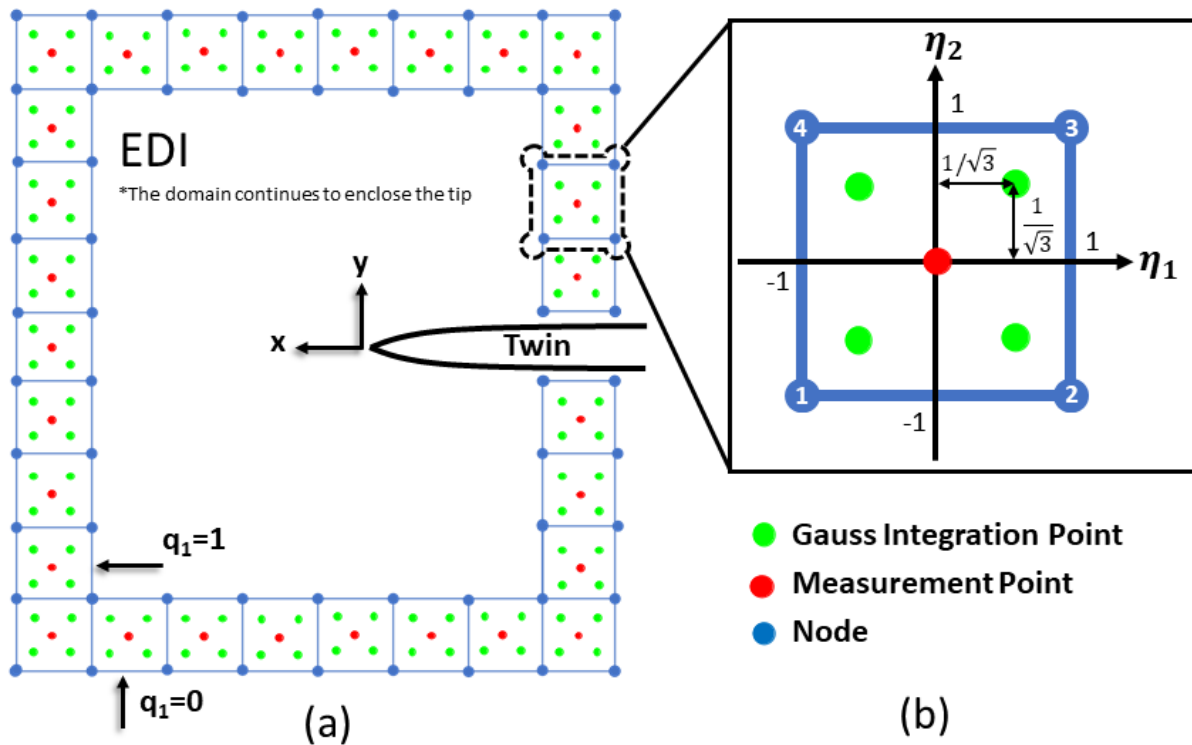 EDI
*The domain continues to enclose the tip
y
x
Twin
q₁=1
q₁=0
(a)
η₂
1
4
3
1/√3
1/√3
1
η₁
-1
1
2
-1
Gauss Integration Point
Measurement Point
Node
(b)